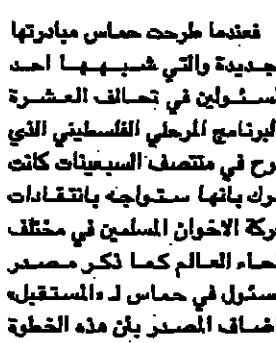 فعندما طرحت حماس مبادرتها
جديدة والتي شبهها احد
لسئولين في تحالف العشرة
لبرنامج المرحلي الفلسطيني الذي
رح في منتصف السبعينات كانت
درك بانها ستواجه بانتقادات
ركة الاخوان المسلمين في مختلف
حاء العالم كما ذكر مصدر
سئول في حماس لـ «المستقبل»
ضاف المصدر بأن هذه الخطوة